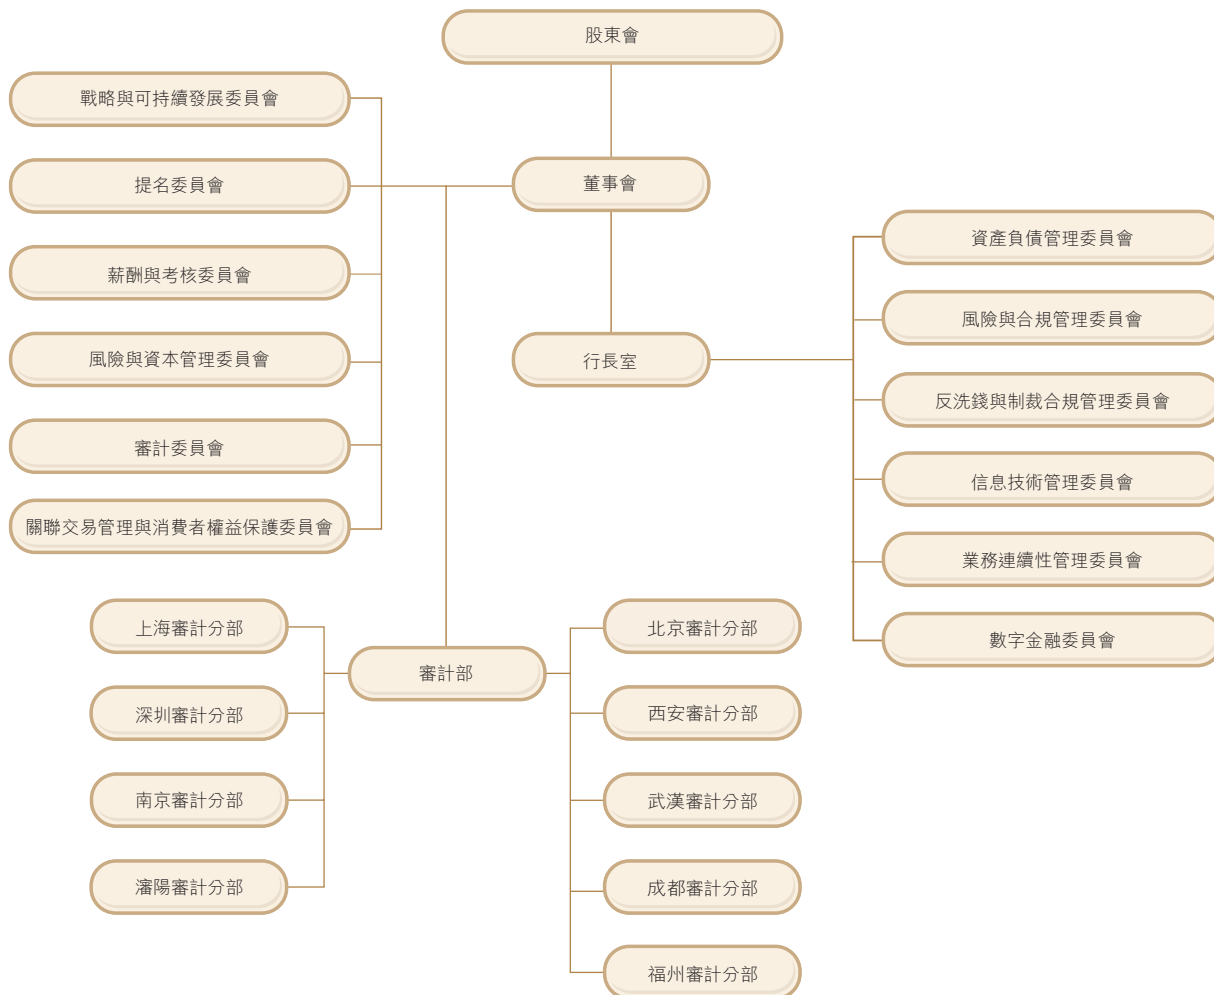 股東會
董事會
行長室
戰略與可持續發展委員會
提名委員會
薪酬與考核委員會
風險與資本管理委員會
審計委員會
關聯交易管理與消費者權益保護委員會
資產負債管理委員會
風險與合規管理委員會
反洗錢與制裁合規管理委員會
信息技術管理委員會
業務連續性管理委員會
數字金融委員會
審計部
上海審計分部
深圳審計分部
南京審計分部
瀋陽審計分部
北京審計分部
西安審計分部
武漢審計分部
成都審計分部
福州審計分部